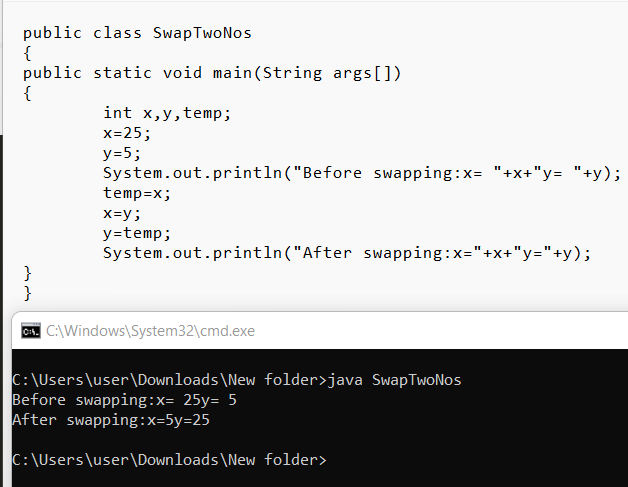 public class SwapTwoNos
{
public static void main(String args[])
{
        int x,y,temp;
        x=25;
        y=5;
        System.out.println("Before swapping:x= "+x+"y= "+y);
        temp=x;
        x=y;
        y=temp;
        System.out.println("After swapping:x="+x+"y="+y);
}
}
C:\Windows\System32\cmd.exe
C:\Users\user\Downloads\New folder>java SwapTwoNos
Before swapping:x= 25y= 5
After swapping:x=5y=25
C:\Users\user\Downloads\New folder>